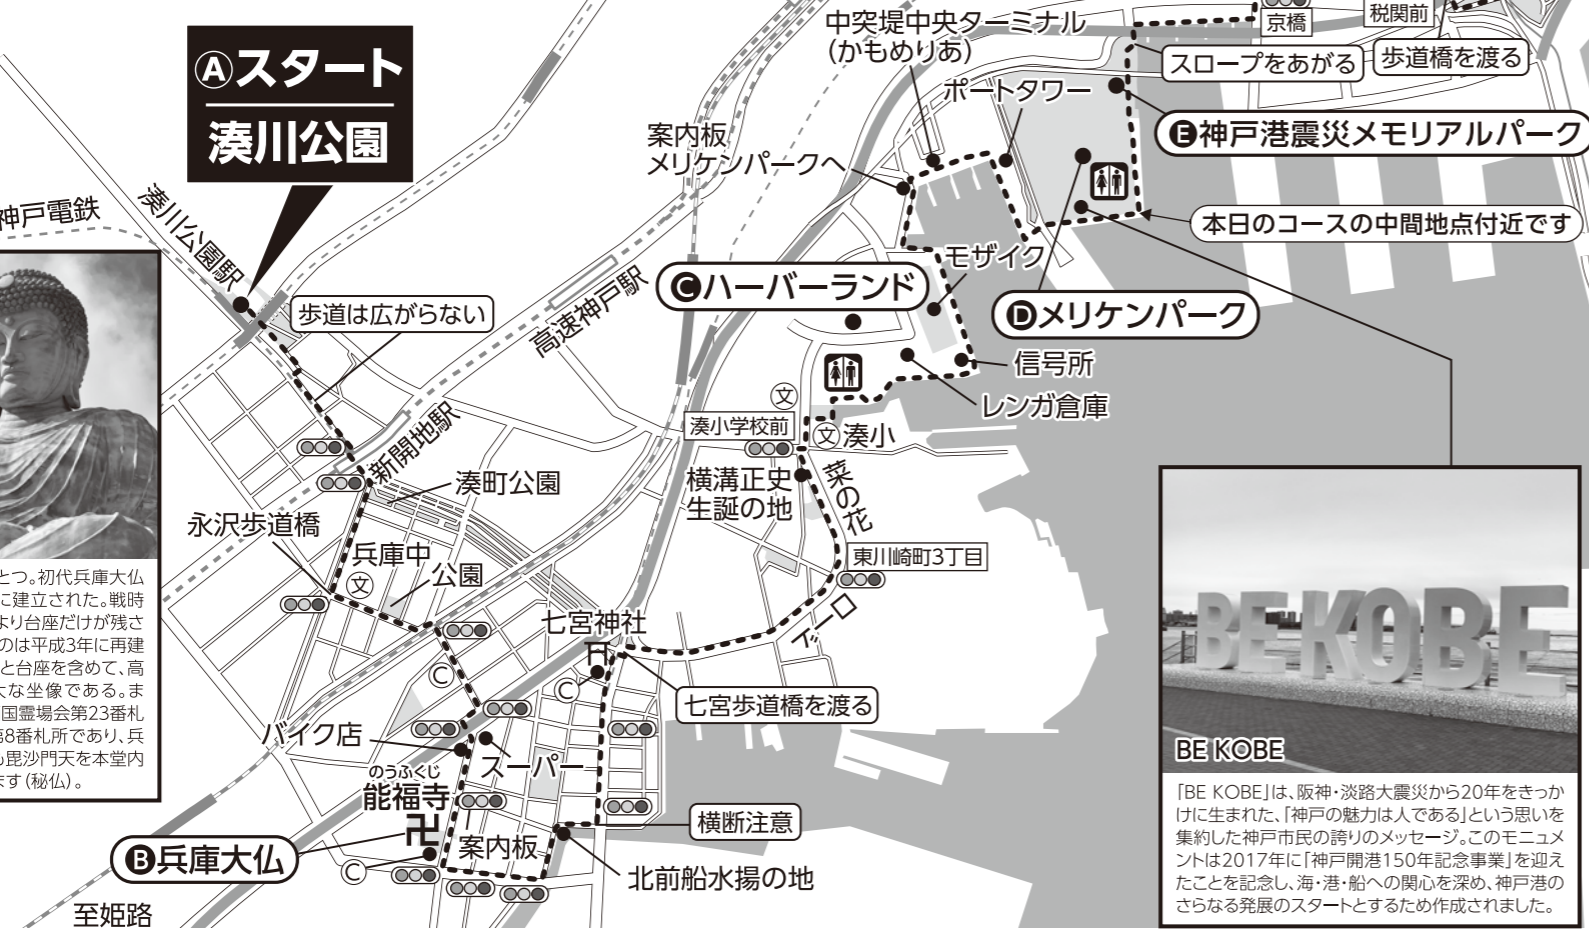 Ⓐスタート
湊川公園
神戸電鉄
湊川公園駅
歩道は広がらない
高速神戸駅
新開地駅
湊町公園
永沢歩道橋
兵庫中
文
公園
七宮神社
C
C
バイク店
スーパー
のうふくじ
能福寺
卍
案内板
Ⓑ兵庫大仏
C
至姫路
北前船水揚の地
横断注意
七宮歩道橋を渡る
東川崎町3丁目
菜の花
横溝正史
生誕の地
湊小学校前
文
文 湊小
レンガ倉庫
信号所
モザイク
Ⓒハーバーランド
案内板
メリケンパークへ
中突堤中央ターミナル
(かもめりあ)
ポートタワー
Ⓓメリケンパーク
本日のコースの中間地点付近です
Ⓔ神戸港震災メモリアルパーク
スロープをあがる
歩道橋を渡る
京橋
税関前
とつ。初代兵庫大仏
に建立された。戦時
より台座だけが残さ
のは平成3年に再建
と台座を含めて、高
大な坐像である。ま
国霊場会第23番札
第8番札所であり、兵
も毘沙門天を本堂内
ます(秘仏)。
BE KOBE
BE KOBE
「BE KOBE」は、阪神・淡路大震災から20年をきっか
けに生まれた、「神戸の魅力は人である」という思いを
集約した神戸市民の誇りのメッセージ。このモニュメ
ントは2017年に「神戸開港150年記念事業」を迎え
たことを記念し、海・港・船への関心を深め、神戸港の
さらなる発展のスタートとするため作成されました。